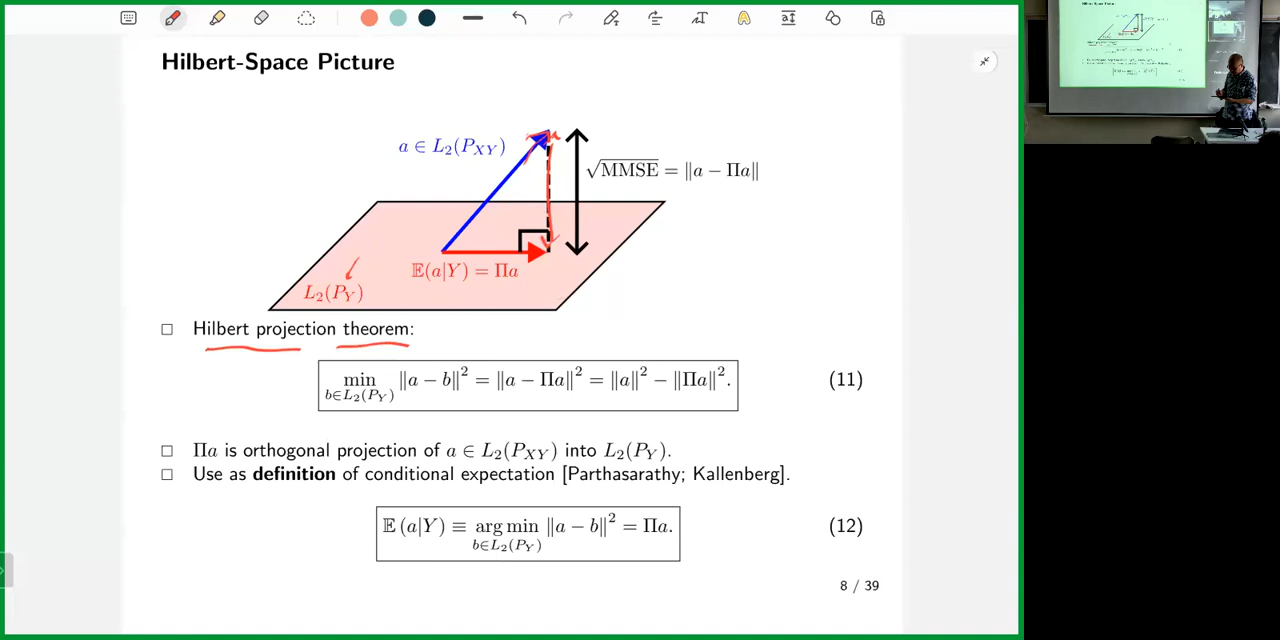 Hilbert-Space Picture
a ∈ L₂(P_XY)
√MMSE = ‖a − Πa‖
𝔼(a|Y) = Πa
L₂(P_Y)
□ Hilbert projection theorem:
min_{b∈L₂(P_Y)} ‖a − b‖² = ‖a − Πa‖² = ‖a‖² − ‖Πa‖². (11)
□ Πa is orthogonal projection of a ∈ L₂(P_XY) into L₂(P_Y).
□ Use as definition of conditional expectation [Parthasarathy; Kallenberg].
𝔼 (a|Y) ≡ arg min_{b∈L₂(P_Y)} ‖a − b‖² = Πa. (12)
8 / 39